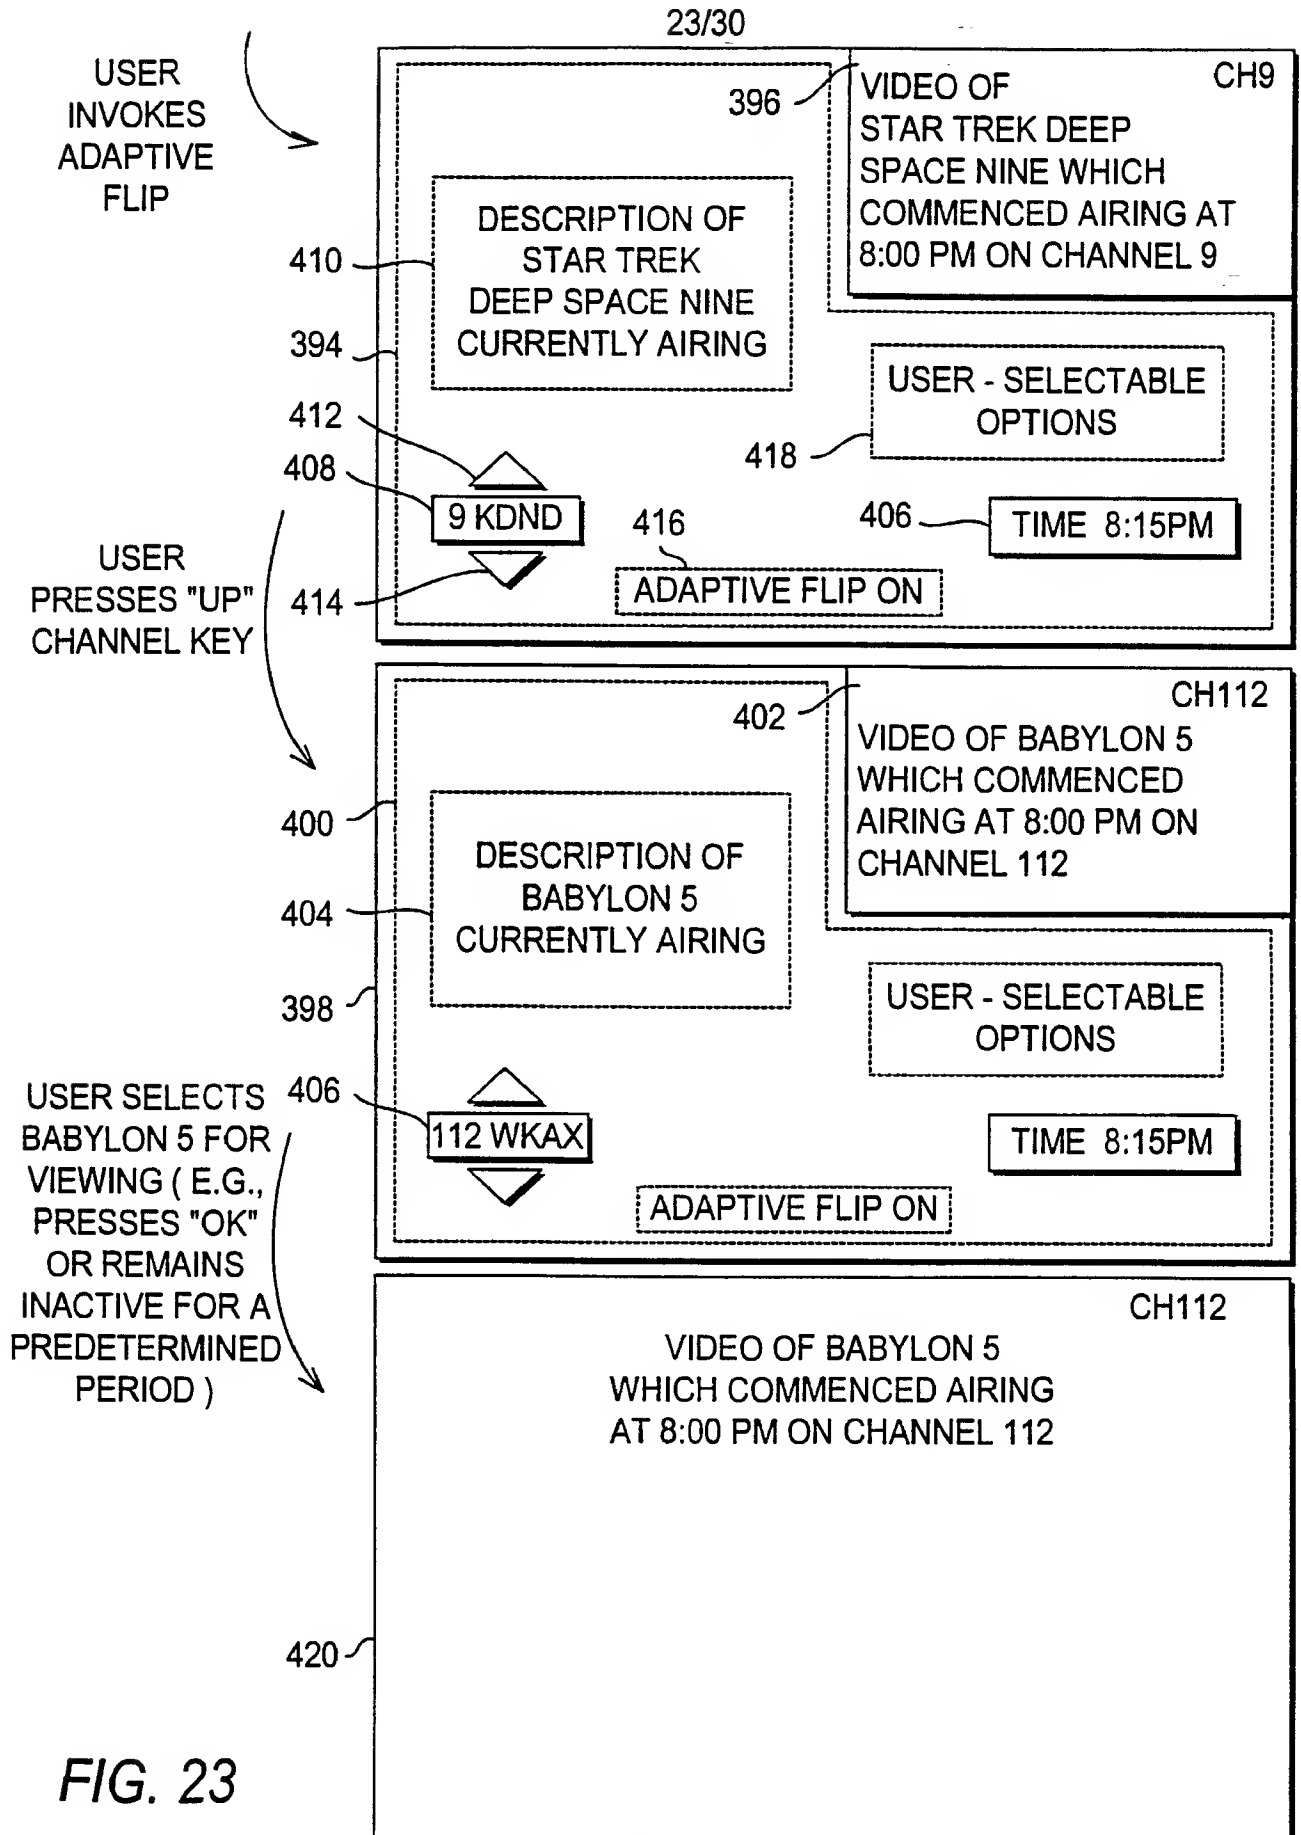 23/30
USER
INVOKES
ADAPTIVE
FLIP
396
VIDEO OF
CH9
STAR TREK DEEP
SPACE NINE WHICH
COMMENCED AIRING AT
8:00 PM ON CHANNEL 9
410
DESCRIPTION OF
STAR TREK
DEEP SPACE NINE
CURRENTLY AIRING
394
USER - SELECTABLE
OPTIONS
418
412
408
9 KDND
414
416
ADAPTIVE FLIP ON
406
TIME 8:15PM
USER
PRESSES "UP"
CHANNEL KEY
402
CH112
VIDEO OF BABYLON 5
WHICH COMMENCED
AIRING AT 8:00 PM ON
CHANNEL 112
400
DESCRIPTION OF
BABYLON 5
CURRENTLY AIRING
404
398
USER - SELECTABLE
OPTIONS
406
112 WKAX
TIME 8:15PM
ADAPTIVE FLIP ON
USER SELECTS
BABYLON 5 FOR
VIEWING ( E.G.,
PRESSES "OK"
OR REMAINS
INACTIVE FOR A
PREDETERMINED
PERIOD )
CH112
VIDEO OF BABYLON 5
WHICH COMMENCED AIRING
AT 8:00 PM ON CHANNEL 112
420
FIG. 23